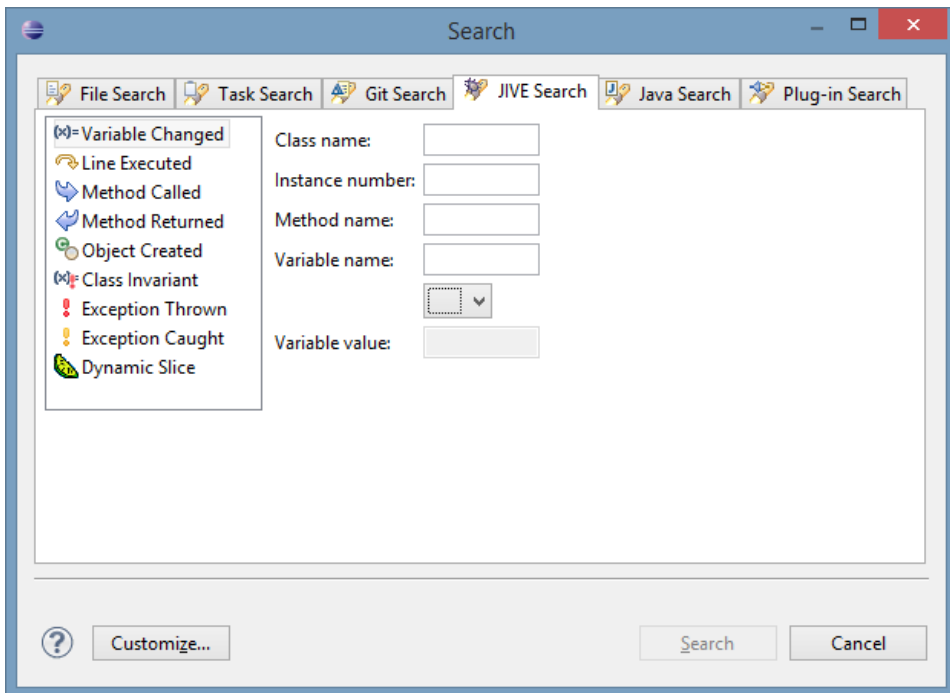 Search
File Search Task Search Git Search JIVE Search Java Search Plug-in Search
(x)= Variable Changed
Line Executed
Method Called
Method Returned
Object Created
Class Invariant
Exception Thrown
Exception Caught
Dynamic Slice
Class name:
Instance number:
Method name:
Variable name:
Variable value:
? Customize... Search Cancel